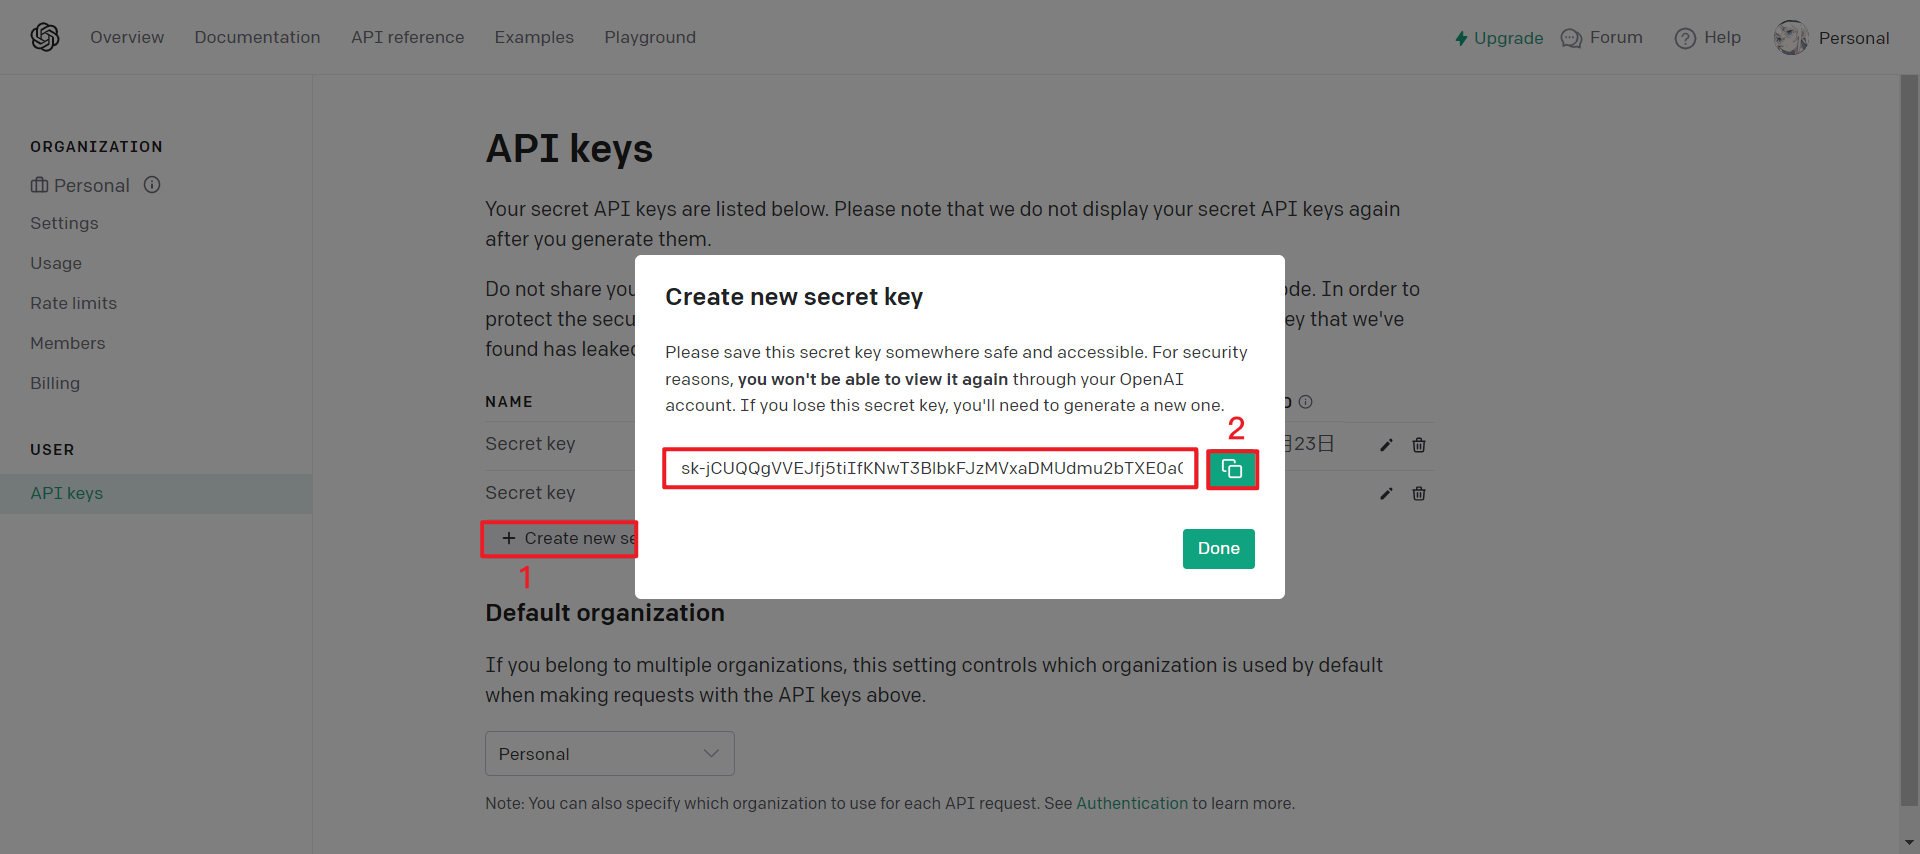 Overview Documentation API reference Examples Playground
Upgrade Forum Help Personal
ORGANIZATION
Personal
Settings
Usage
Rate limits
Members
Billing
USER
API keys
API keys
Your secret API keys are listed below. Please note that we do not display your secret API keys again
after you generate them.
Do not share you de. In order to
protect the secu ey that we've
found has leaked
NAME
Secret key 23日
Secret key
+ Create new se
1
Create new secret key
Please save this secret key somewhere safe and accessible. For security
reasons, you won't be able to view it again through your OpenAI
account. If you lose this secret key, you'll need to generate a new one.
2
sk-jCUQQgVVEJfj5tiIfKNwT3BlbkFJzMVxaDMUdmu2bTXE0a
Done
Default organization
If you belong to multiple organizations, this setting controls which organization is used by default
when making requests with the API keys above.
Personal
Note: You can also specify which organization to use for each API request. See Authentication to learn more.